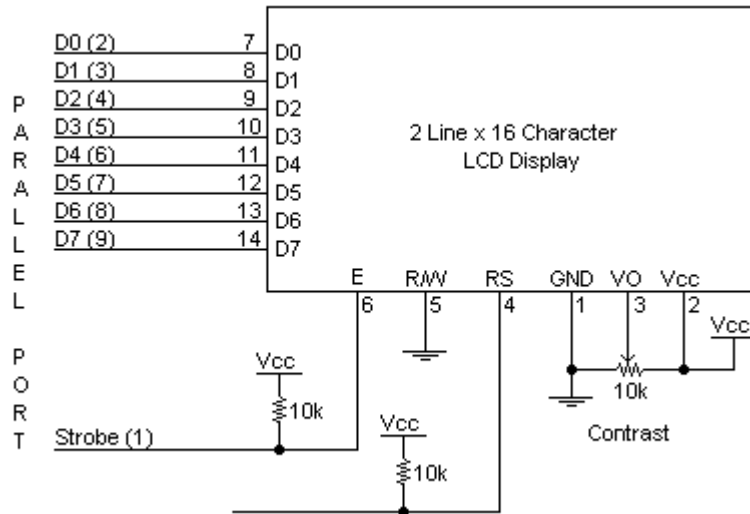 D0 (2) 7 D0
D1 (3) 8 D1
D2 (4) 9 D2
D3 (5) 10 D3
D4 (6) 11 D4
D5 (7) 12 D5
D6 (8) 13 D6
D7 (9) 14 D7
PARALLEL PORT
2 Line x 16 Character
LCD Display
E R/W RS GND VO Vcc
6 5 4 1 3 2
Vcc
Vcc
10k
10k
Contrast
Strobe (1)
Vcc
10k